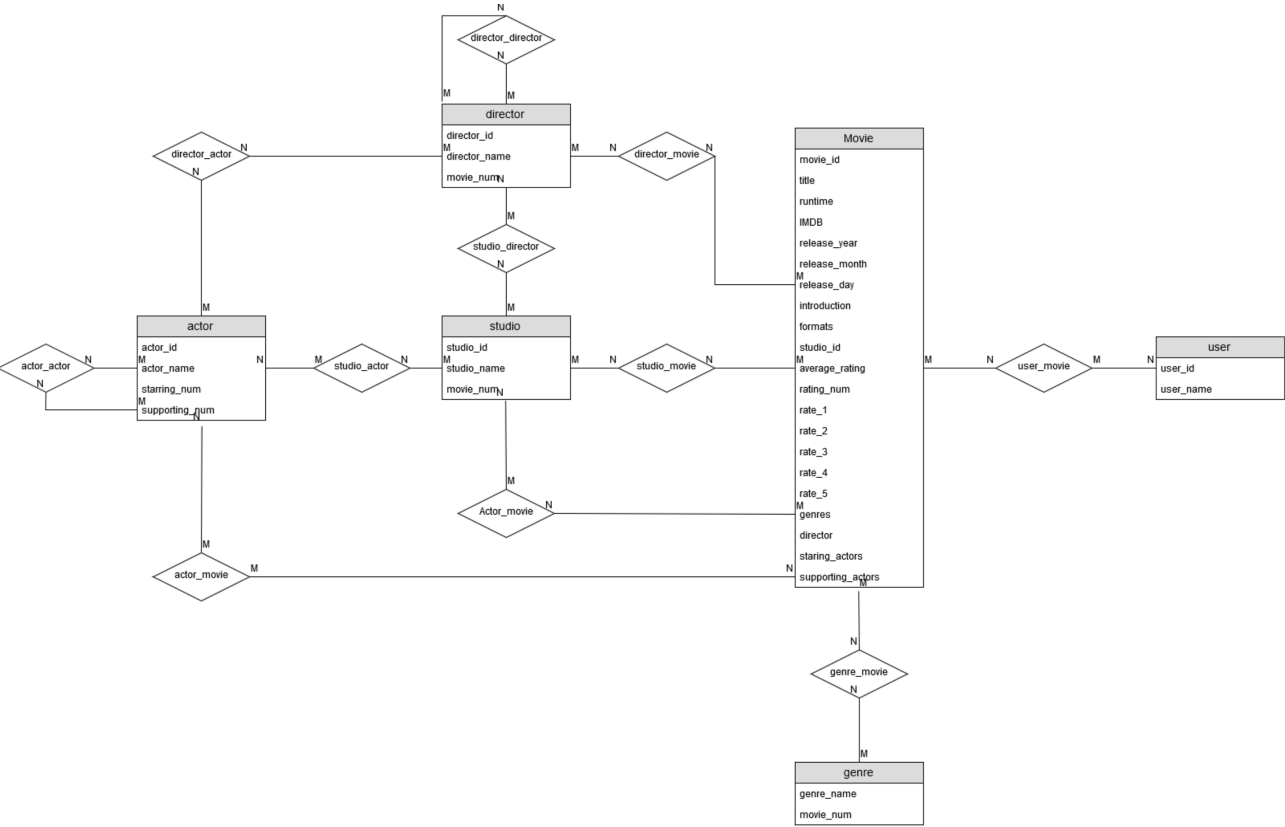 N
director_director
N
M
M
director
director_id
M
director_name
movie_num
N
director_actor
N
N
M
N
director_movie
N
M
studio_director
N
M
M
actor
actor_id
M
actor_name
starring_num
M
supporting_num
N
N
actor_actor
N
N
M
studio_actor
N
studio
studio_id
M
studio_name
movie_num
N
M
N
studio_movie
N
Movie
movie_id
title
runtime
IMDB
release_year
release_month
M
release_day
introduction
formats
studio_id
M
average_rating
rating_num
rate_1
rate_2
rate_3
rate_4
rate_5
M
genres
director
staring_actors
supporting_actors
M
M
N
user_movie
M
N
user
user_id
user_name
M
Actor_movie
N
M
actor_movie
M
N
N
genre_movie
N
M
genre
genre_name
movie_num